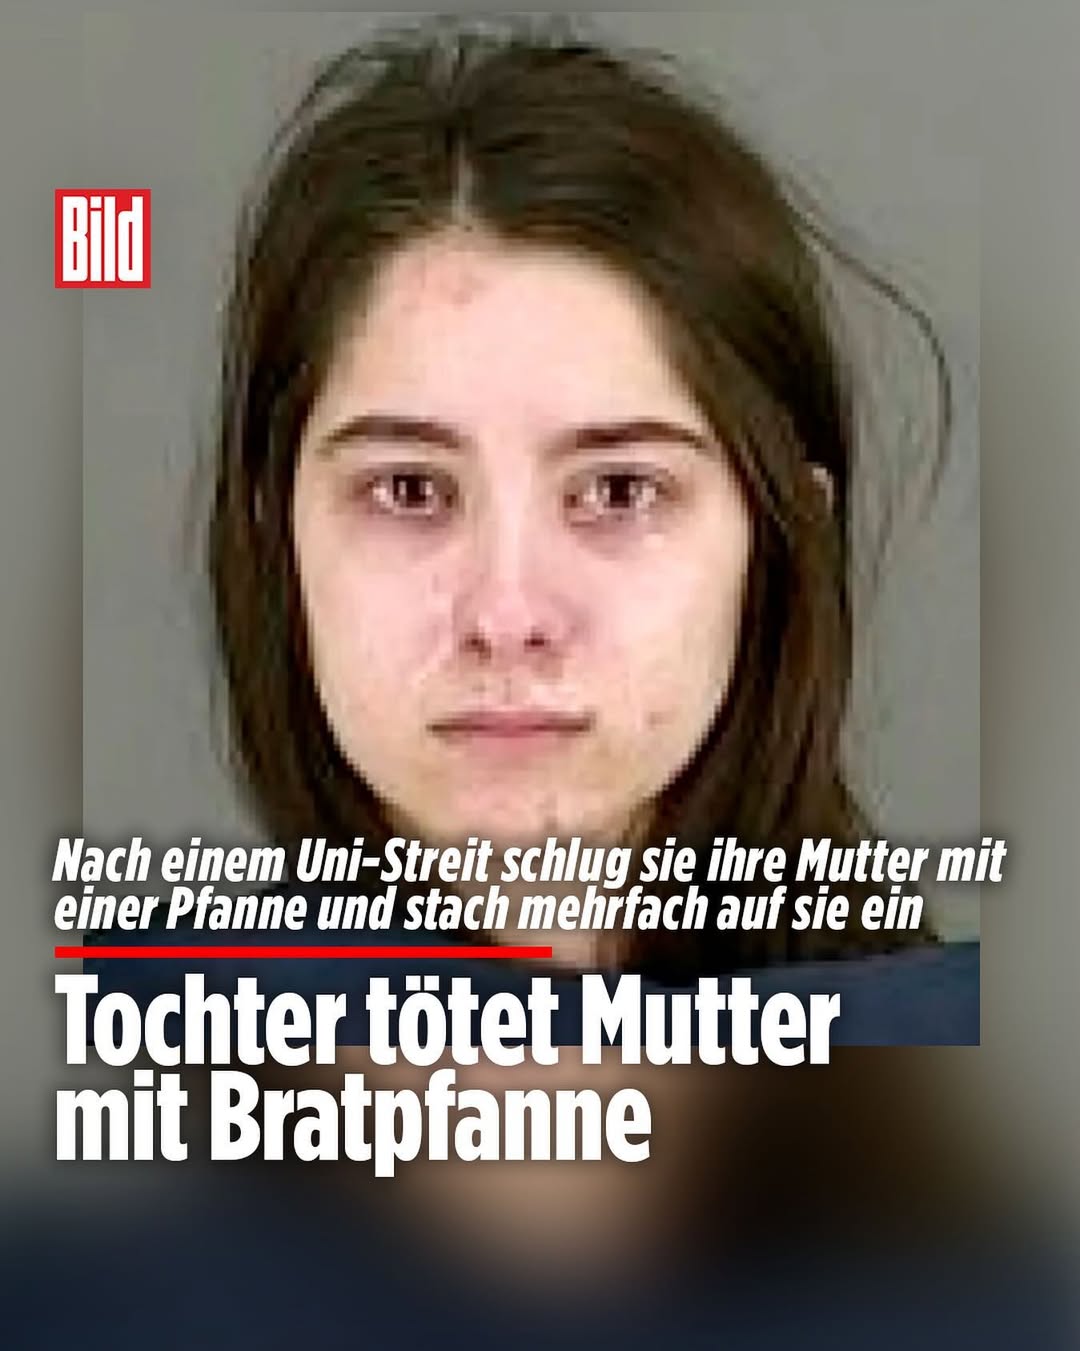 Bild
Nach einem Uni-Streit schlug sie ihre Mutter mit
einer Pfanne und stach mehrfach auf sie ein
Tochter tötet Mutter
mit Bratpfanne